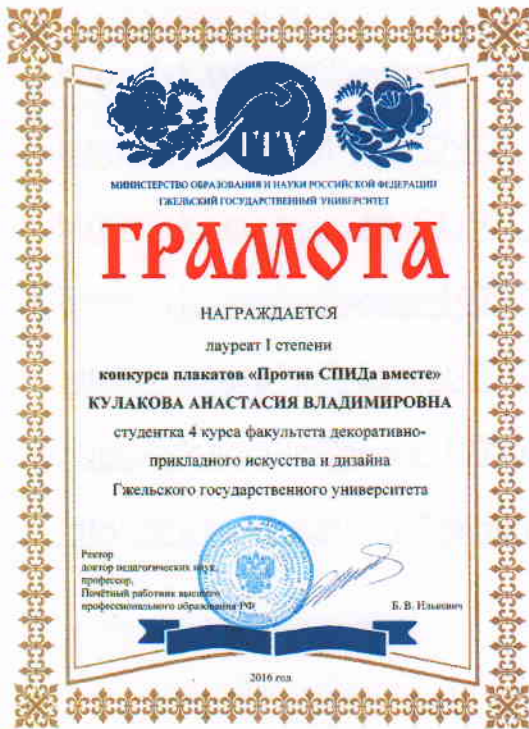 ГГУ
МИНИСТЕРСТВО ОБРАЗОВАНИЯ И НАУКИ РОССИЙСКОЙ ФЕДЕРАЦИИ
ГЖЕЛЬСКИЙ ГОСУДАРСТВЕННЫЙ УНИВЕРСИТЕТ
ГРАМОТА
НАГРАЖДАЕТСЯ
лауреат I степени
конкурса плакатов «Против СПИДа вместе»
КУЛАКОВА АНАСТАСИЯ ВЛАДИМИРОВНА
студентка 4 курса факультета декоративно-
прикладного искусства и дизайна
Гжельского государственного университета
Ректор
доктор педагогических наук,
профессор,
Почётный работник высшего
профессионального образования РФ
Б. В. Илькевич
2016 год